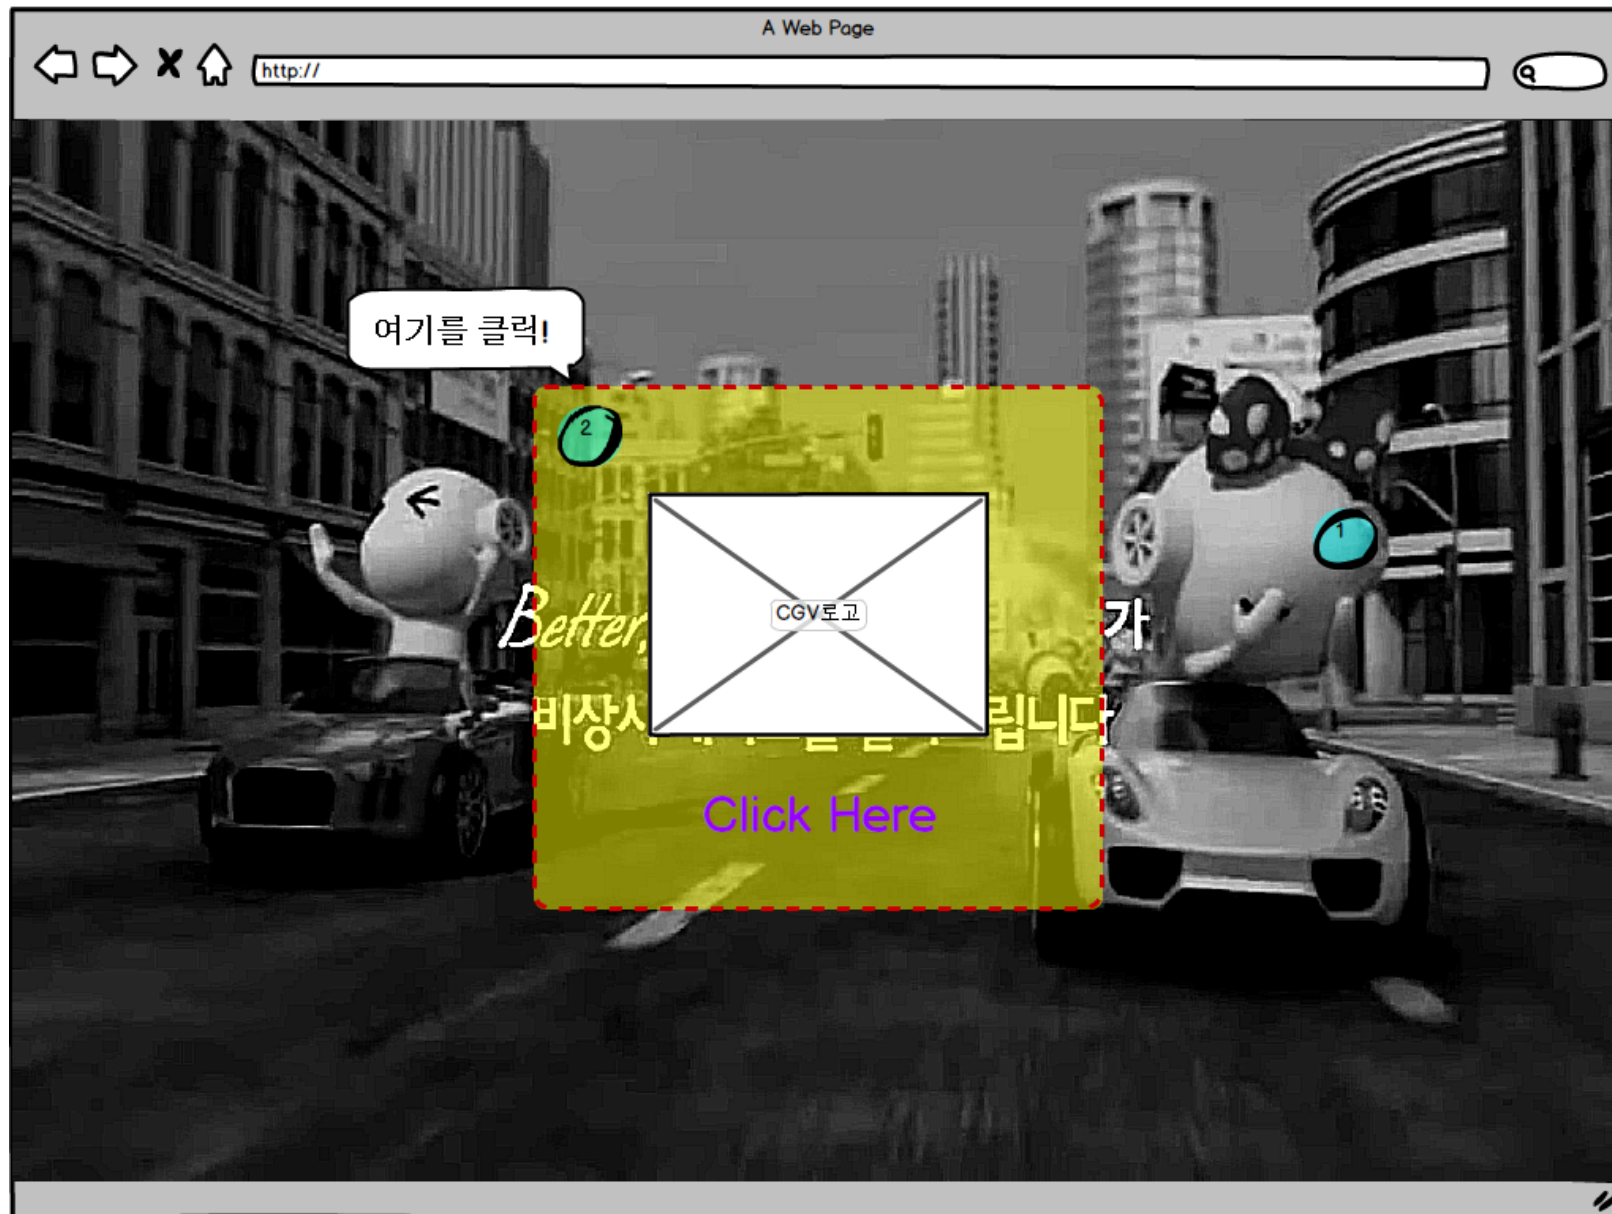 A Web Page
http://
여기를 클릭!
2
1
CGV로고
Better,
가
비상시
립니다
Click Here